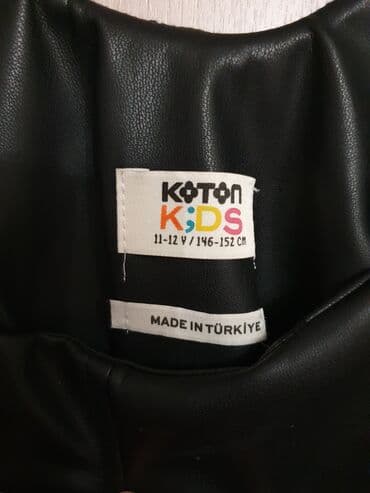 KOTON
K;DS
11-12 Y / 146-152 CM
MADE IN TÜRKİYE